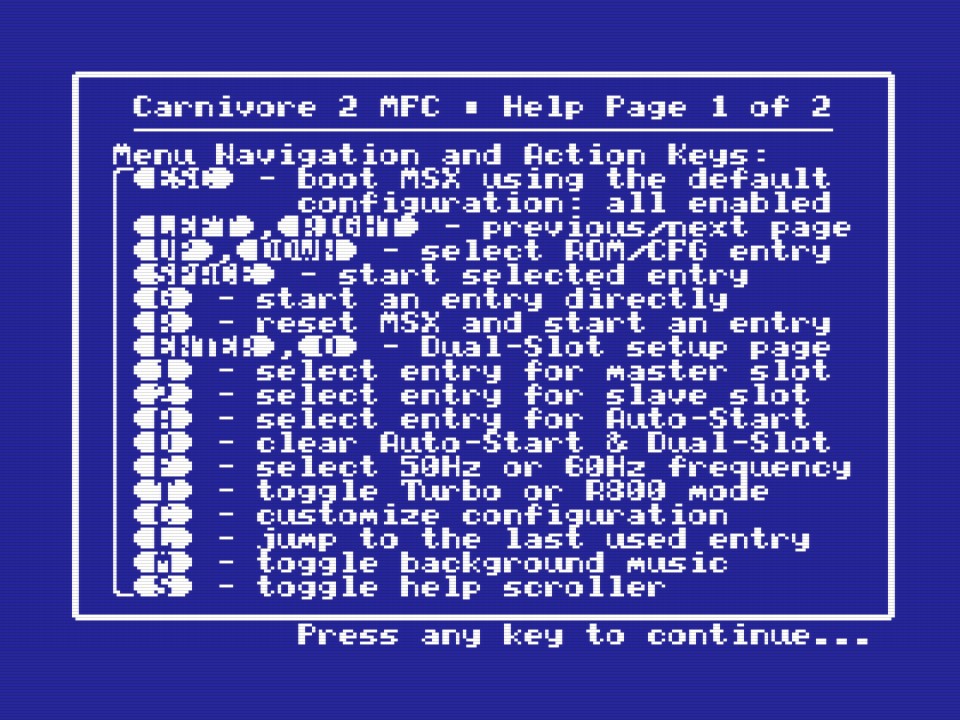 Carnivore 2 MFC ▪ Help Page 1 of 2
Menu Navigation and Action Keys:
ESC - boot MSX using the default
configuration: all enabled
LEFT,RIGHT - previous/next page
UP,DOWN - select ROM/CFG entry
SPACE - start selected entry
G - start an entry directly
R - reset MSX and start an entry
ENTER, - Dual-Slot setup page
1 - select entry for master slot
2 - select entry for slave slot
A - select entry for Auto-Start
D - clear Auto-Start & Dual-Slot
F - select 50Hz or 60Hz frequency
T - toggle Turbo or R800 mode
C - customize configuration
L - jump to the last used entry
M - toggle background music
S - toggle help scroller
Press any key to continue...